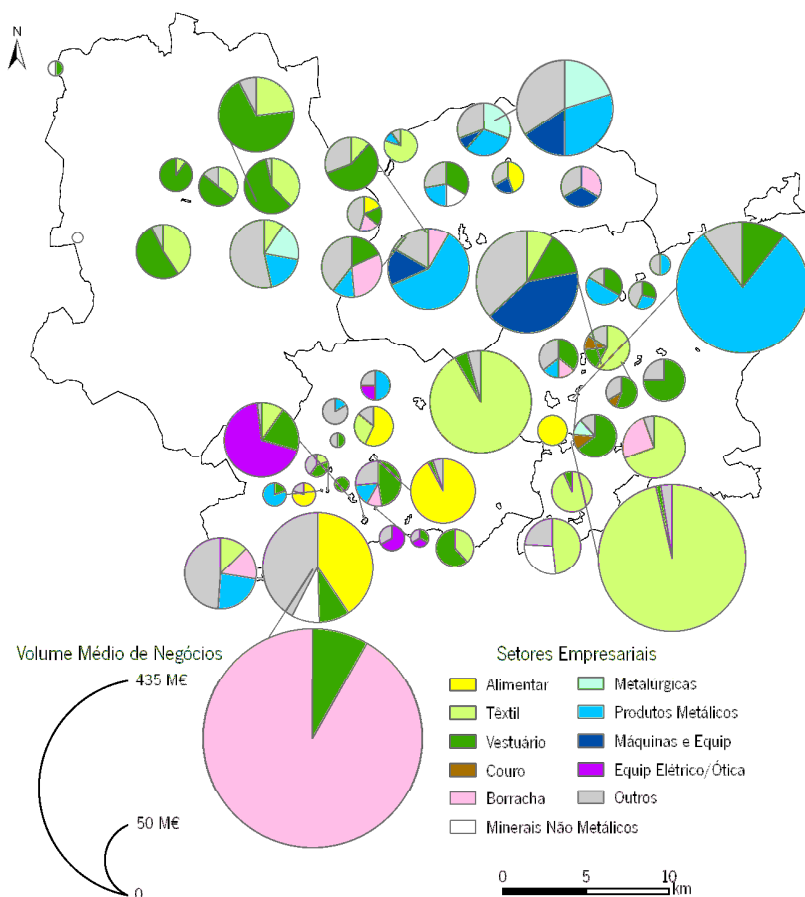 N
Volume Médio de Negócios
435 M€
50 M€
0
Setores Empresariais
Alimentar
Têxtil
Vestuário
Couro
Borracha
Minerais Não Metálicos
Metalurgicas
Produtos Metálicos
Máquinas e Equip
Equip Elétrico/Ótica
Outros
0 5 10
km